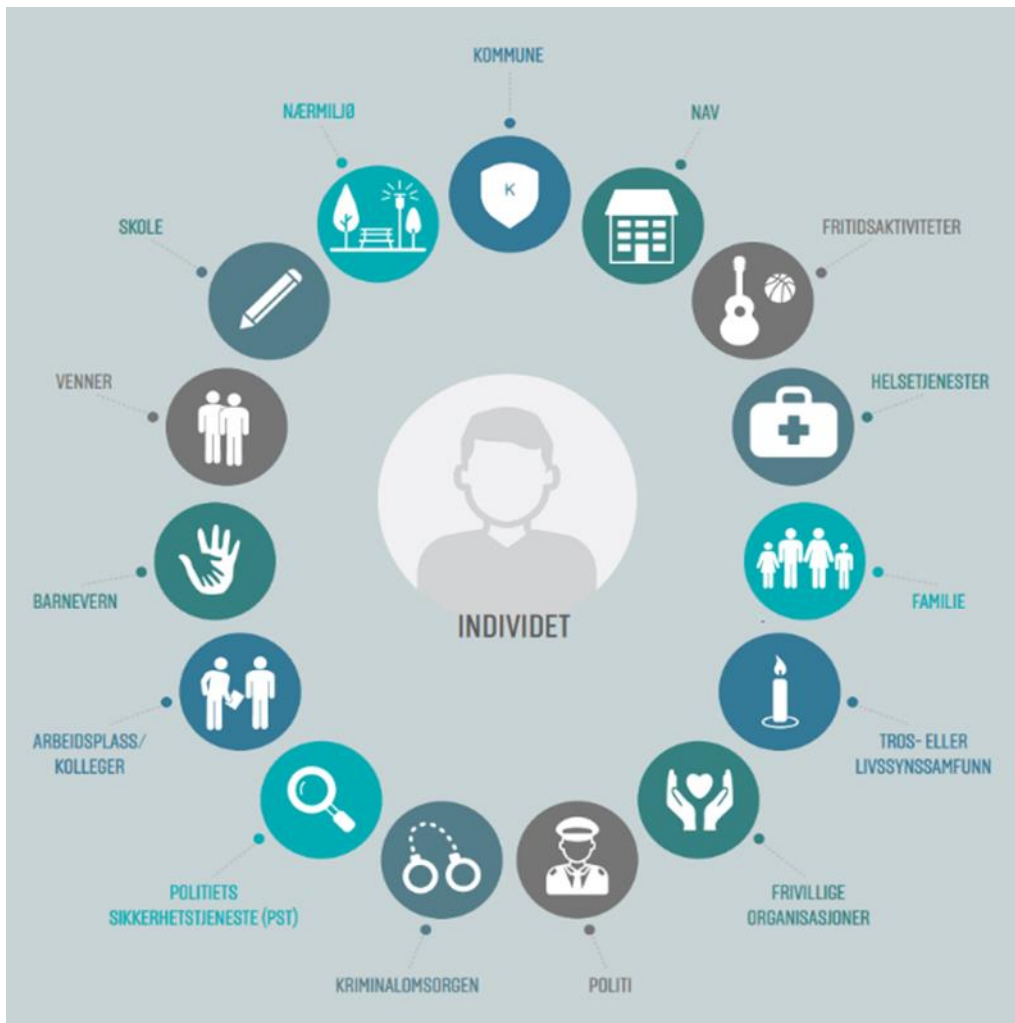 KOMMUNE
NÆRMILJØ
NAV
K
SKOLE
FRITIDSAKTIVITETER
VENNER
HELSETJENESTER
INDIVIDET
BARNEVERN
FAMILIE
ARBEIDSPLASS/
KOLLEGER
TROS- ELLER
LIVSSYNSSAMFUNN
POLITIETS
SIKKERHETSTJENESTE (PST)
FRIVILLIGE
ORGANISASJONER
KRIMINALOMSORGEN
POLITI